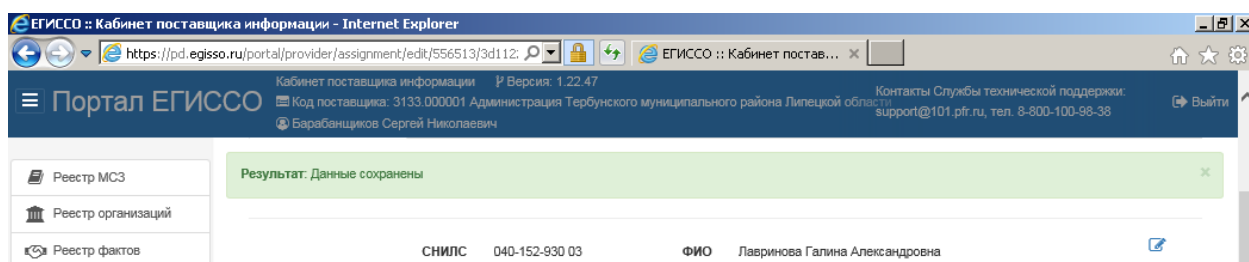 ЕГИССО :: Кабинет поставщика информации - Internet Explorer
https://pd.egisso.ru/portal/provider/assignment/edit/556513/3d112: ЕГИССО :: Кабинет постав...
Портал ЕГИССО
Кабинет поставщика информации Версия: 1.22.47
Код поставщика: 3133.000001 Администрация Тербунского муниципального района Липецкой области
Барабанщиков Сергей Николаевич
Контакты Службы технической поддержки:
support@101.pfr.ru, тел. 8-800-100-98-38
Выйти
Реестр МСЗ
Реестр организаций
Реестр фактов
Результат: Данные сохранены
СНИЛС 040-152-930 03 ФИО Лавринова Галина Александровна